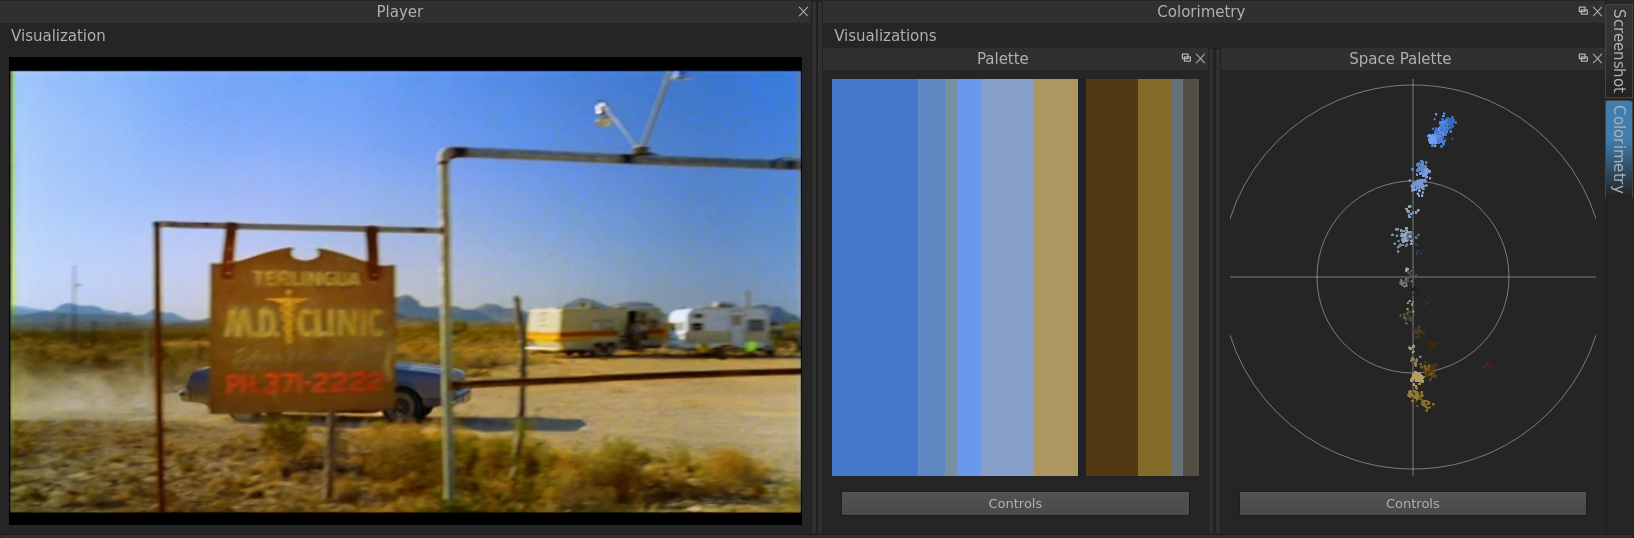 Player
Visualization
TERLINGUA
M.D. CLINIC
PH.371-2222
Colorimetry
Visualizations
Palette
Controls
Space Palette
Controls
Screenshot
Colorimetry